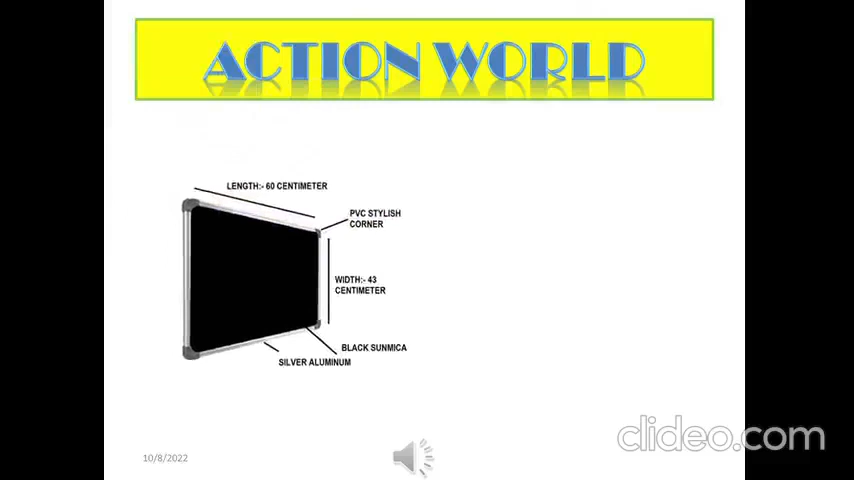 ACTION WORLD
LENGTH:- 60 CENTIMETER
PVC STYLISH
CORNER
WIDTH:- 43
CENTIMETER
BLACK SUNMICA
SILVER ALUMINUM
10/8/2022
clideo.com